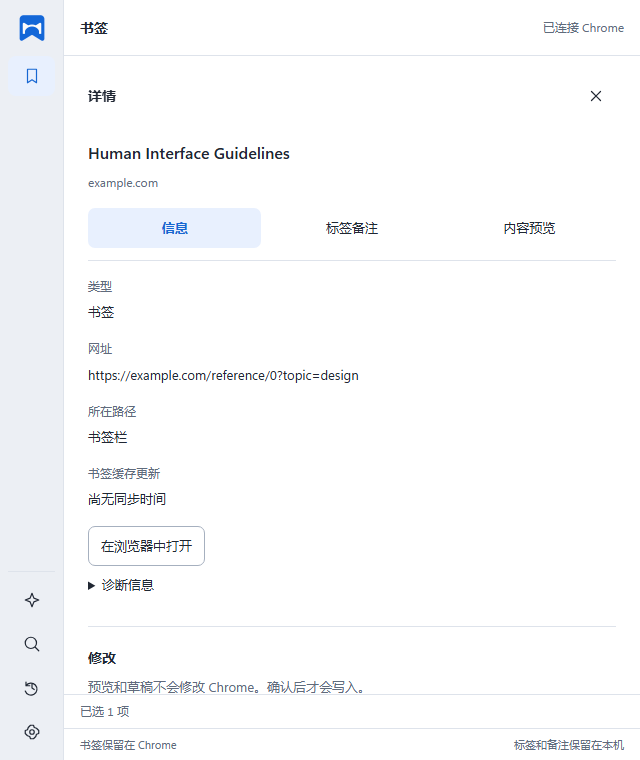 书签
已连接 Chrome
详情
Human Interface Guidelines
example.com
信息
标签备注
内容预览
类型
书签
网址
https://example.com/reference/0?topic=design
所在路径
书签栏
书签缓存更新
尚无同步时间
在浏览器中打开
诊断信息
修改
预览和草稿不会修改 Chrome。确认后才会写入。
已选 1 项
书签保留在 Chrome
标签和备注保留在本机